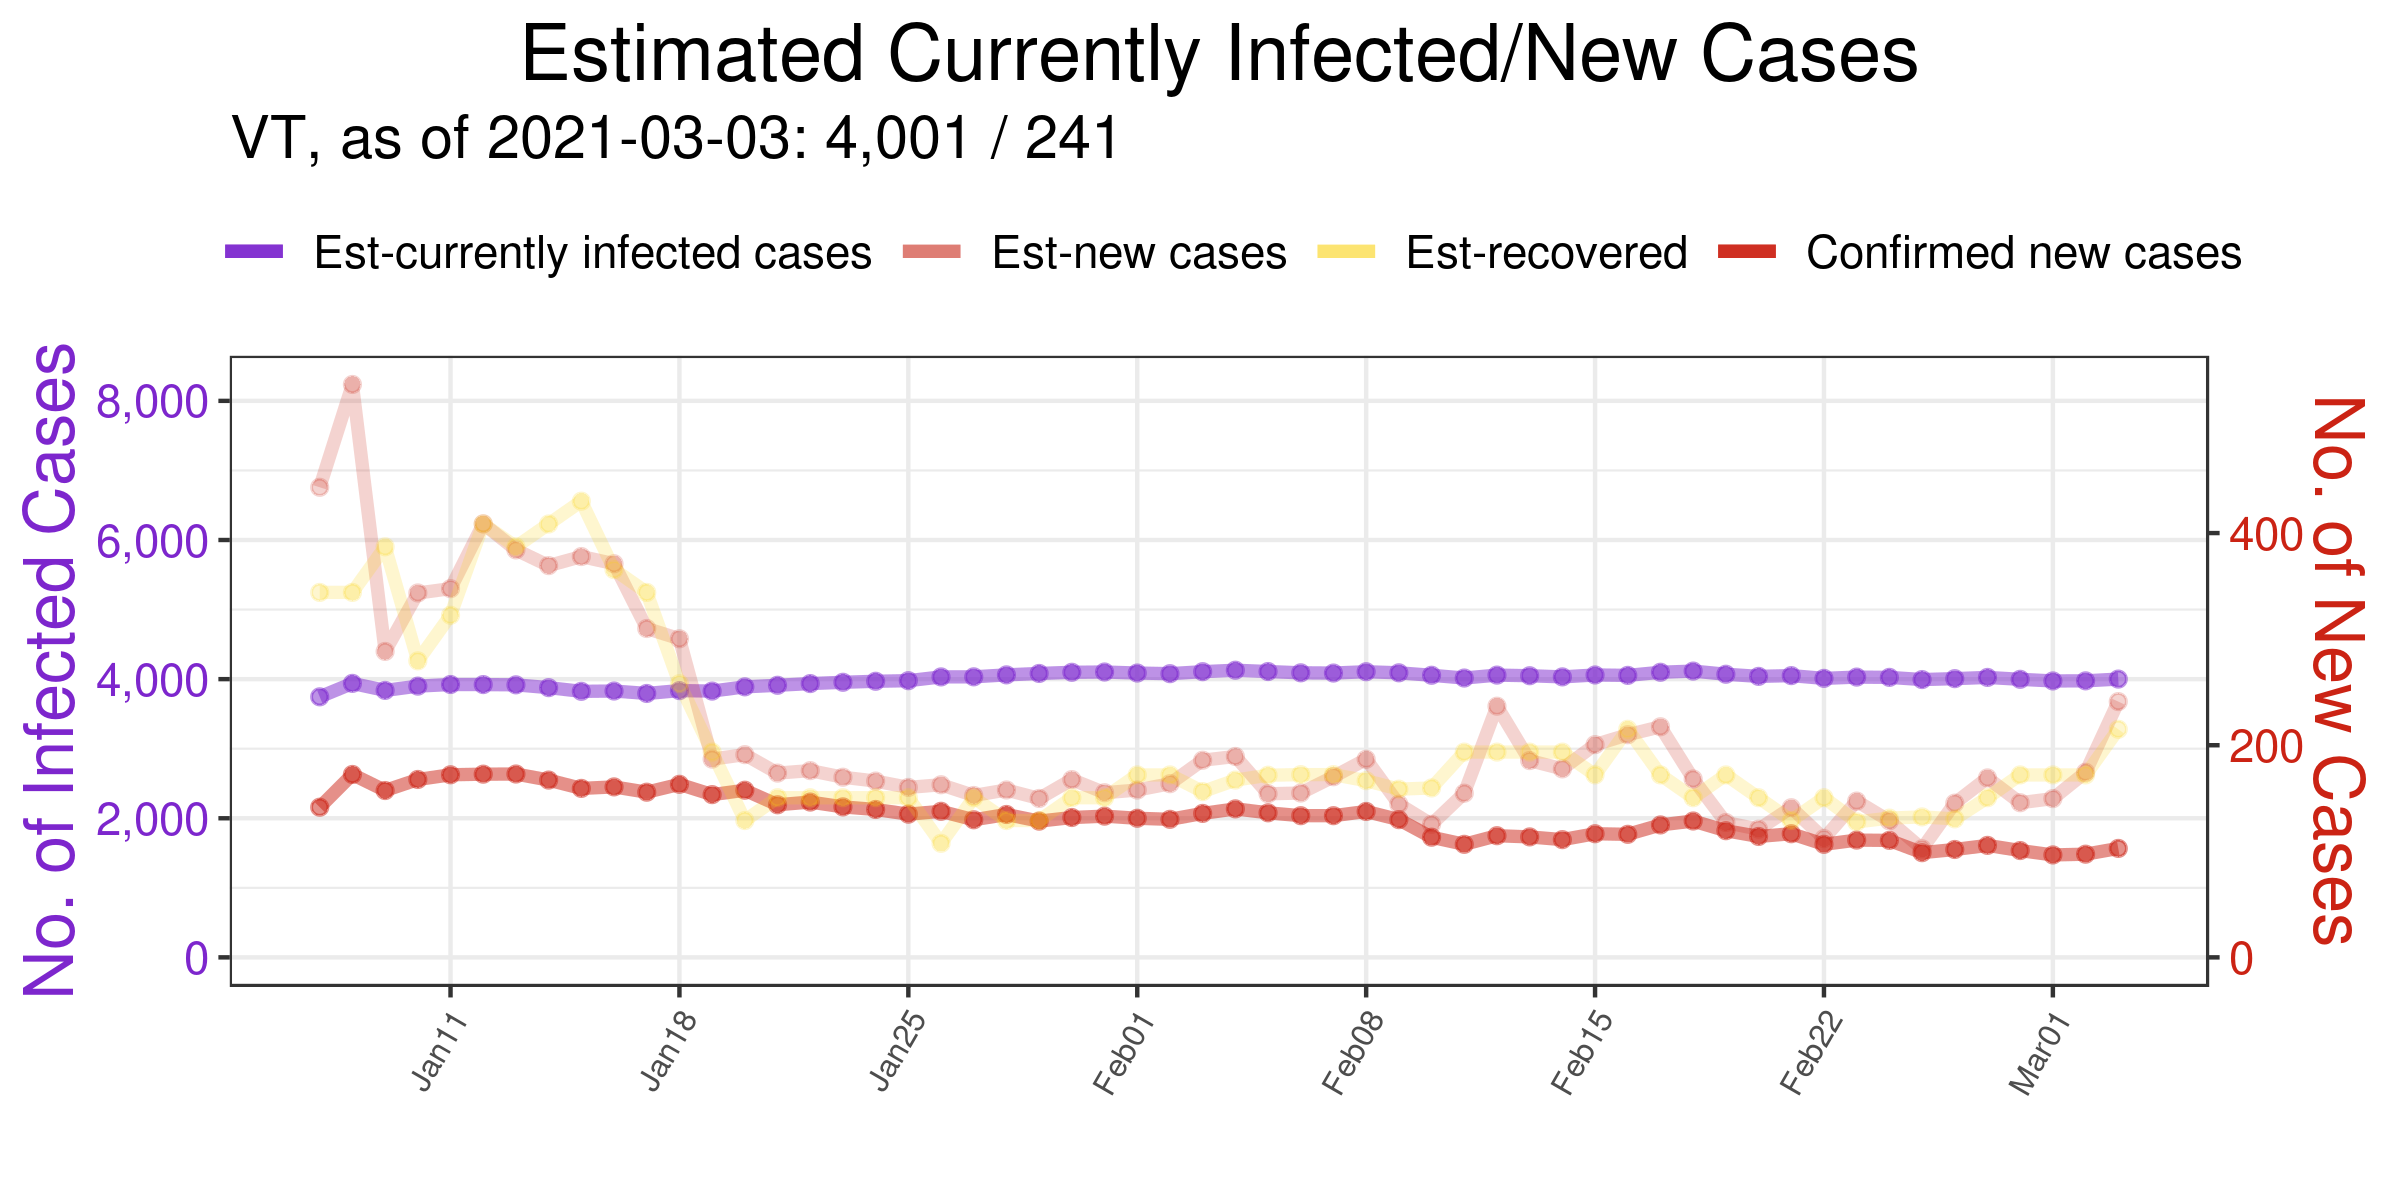 Estimated Currently Infected/New Cases
VT, as of 2021-03-03: 4,001 / 241
Est-currently infected cases Est-new cases Est-recovered Confirmed new cases
No. of Infected Cases
8,000
6,000
4,000
2,000
0
400
200
0
No. of New Cases
Jan11 Jan18 Jan25 Feb01 Feb08 Feb15 Feb22 Mar01